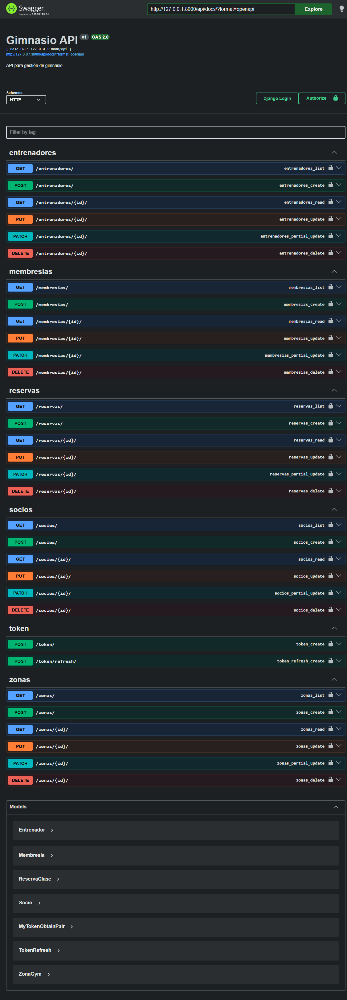 Swagger.
Supported by SMARTBEAR
http://127.0.0.1:8000/api/docs/?format=openapi
Explore
Gimnasio API v1 OAS 2.0
[ Base URL: 127.0.0.1:8000/api ]
http://127.0.0.1:8000/api/docs/?format=openapi
API para gestión de gimnasio
Schemes
HTTP
Django Login
Authorize
Filter by tag
entrenadores
GET /entrenadores/ entrenadores_list
POST /entrenadores/ entrenadores_create
GET /entrenadores/{id}/ entrenadores_read
PUT /entrenadores/{id}/ entrenadores_update
PATCH /entrenadores/{id}/ entrenadores_partial_update
DELETE /entrenadores/{id}/ entrenadores_delete
membresias
GET /membresias/ membresias_list
POST /membresias/ membresias_create
GET /membresias/{id}/ membresias_read
PUT /membresias/{id}/ membresias_update
PATCH /membresias/{id}/ membresias_partial_update
DELETE /membresias/{id}/ membresias_delete
reservas
GET /reservas/ reservas_list
POST /reservas/ reservas_create
GET /reservas/{id}/ reservas_read
PUT /reservas/{id}/ reservas_update
PATCH /reservas/{id}/ reservas_partial_update
DELETE /reservas/{id}/ reservas_delete
socios
GET /socios/ socios_list
POST /socios/ socios_create
GET /socios/{id}/ socios_read
PUT /socios/{id}/ socios_update
PATCH /socios/{id}/ socios_partial_update
DELETE /socios/{id}/ socios_delete
token
POST /token/ token_create
POST /token/refresh/ token_refresh_create
zonas
GET /zonas/ zonas_list
POST /zonas/ zonas_create
GET /zonas/{id}/ zonas_read
PUT /zonas/{id}/ zonas_update
PATCH /zonas/{id}/ zonas_partial_update
DELETE /zonas/{id}/ zonas_delete
Models
Entrenador
Membresia
ReservaClase
Socio
MyTokenObtainPair
TokenRefresh
ZonaGym